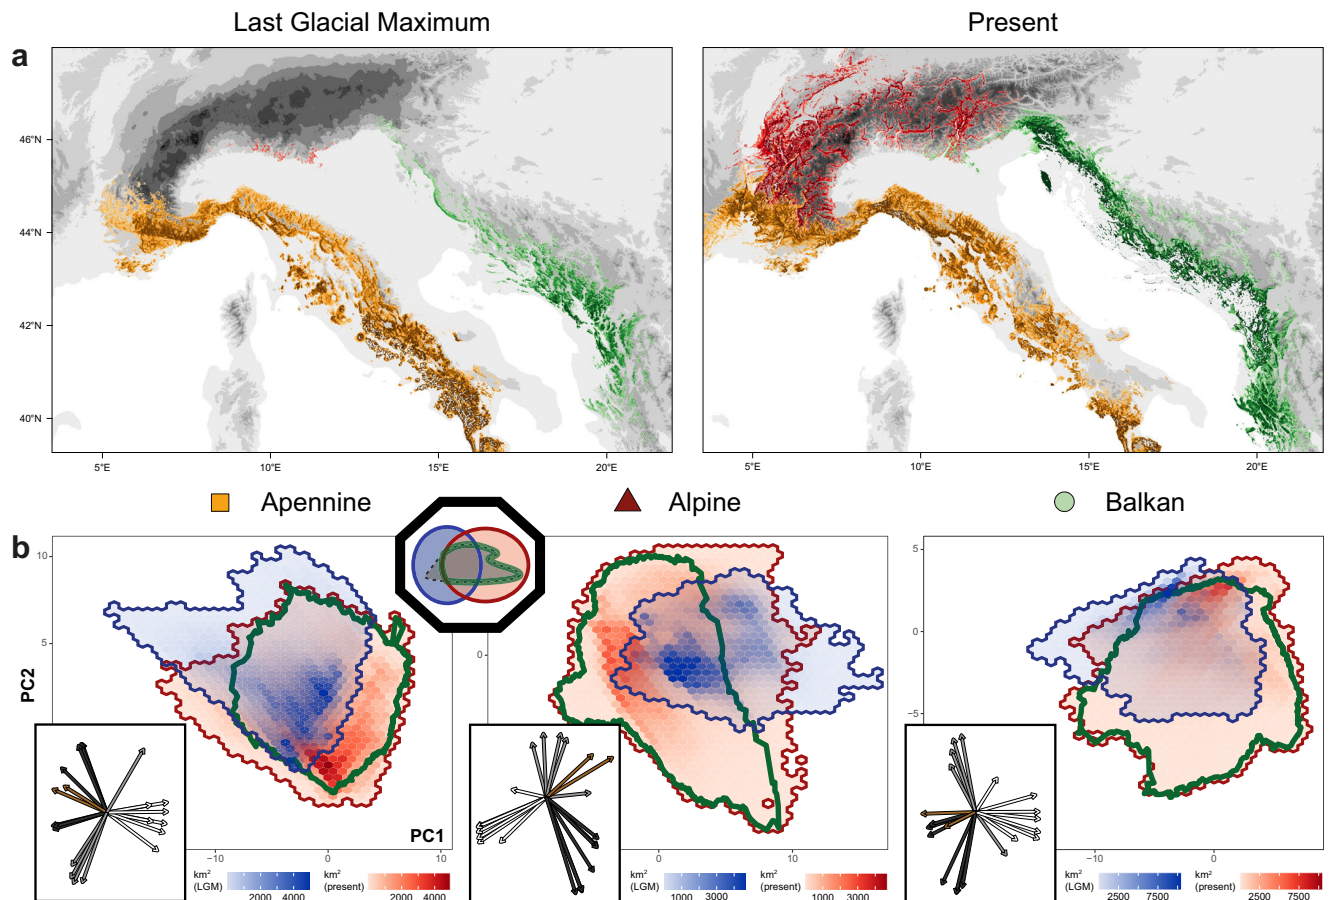 Last Glacial Maximum
Present
a
46°N
44°N
42°N
40°N
5°E
10°E
15°E
20°E
5°E
10°E
15°E
20°E
Apennine
Alpine
Balkan
b
10
5
PC2
PC1
−10
0
10
km² (LGM)
2000 4000
km² (present)
2000 4000
0
0
10
km² (LGM)
1000 3000
km² (present)
1000 3000
5
0
−5
−10
0
km² (LGM)
2500 7500
km² (present)
2500 7500